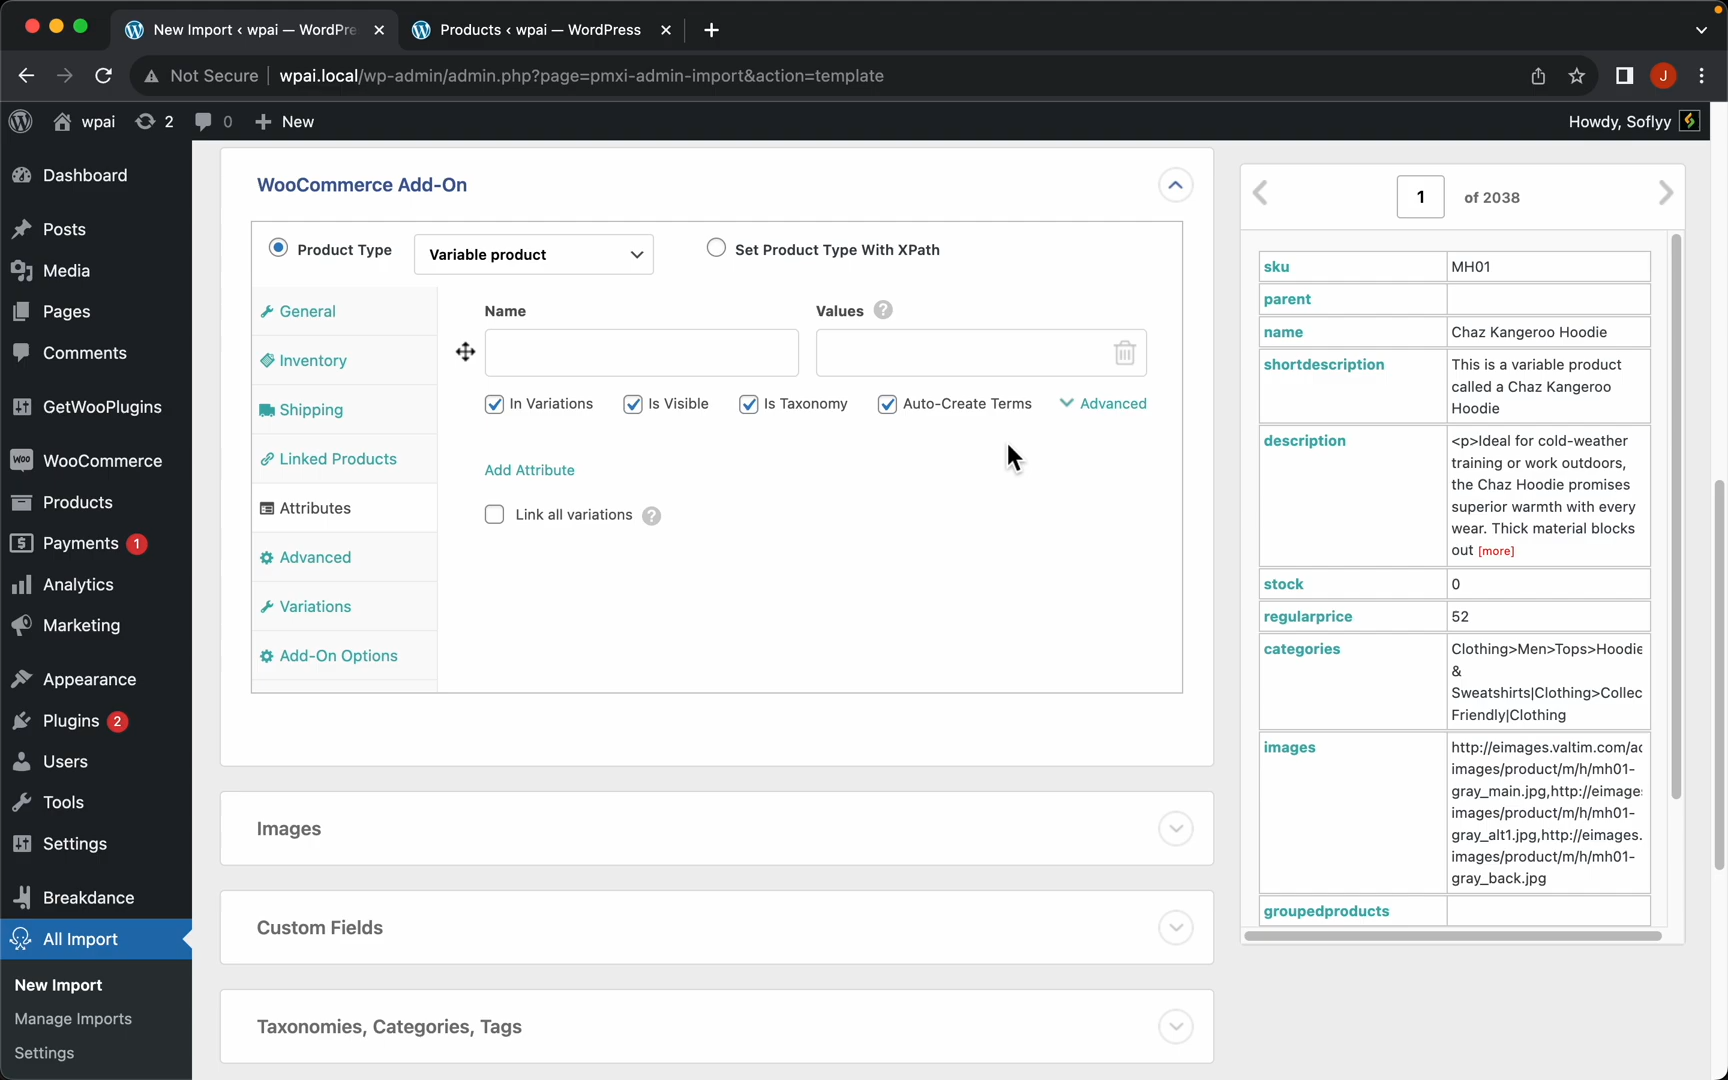 New Import ‹ wpai — WordPre
Products ‹ wpai — WordPress
Not Secure
wpai.local/wp-admin/admin.php?page=pmxi-admin-import&action=template
J
wpai
2
0
New
Howdy, Soflyy
Dashboard
Posts
Media
Pages
Comments
GetWooPlugins
WooCommerce
Products
Payments 1
Analytics
Marketing
Appearance
Plugins 2
Users
Tools
Settings
Breakdance
All Import
New Import
Manage Imports
Settings
WooCommerce Add-On
Product Type
Variable product
Set Product Type With XPath
General
Inventory
Shipping
Linked Products
Attributes
Advanced
Variations
Add-On Options
Name
Values ?
In Variations
Is Visible
Is Taxonomy
Auto-Create Terms
Advanced
Add Attribute
Link all variations ?
Images
Custom Fields
Taxonomies, Categories, Tags
1 of 2038
sku MH01
parent
name Chaz Kangeroo Hoodie
shortdescription This is a variable product
called a Chaz Kangeroo
Hoodie
description <p>Ideal for cold-weather
training or work outdoors,
the Chaz Hoodie promises
superior warmth with every
wear. Thick material blocks
out [more]
stock 0
regularprice 52
categories Clothing>Men>Tops>Hoodie
&
Sweatshirts|Clothing>Collec
Friendly|Clothing
images http://eimages.valtim.com/ac
images/product/m/h/mh01-
gray_main.jpg,http://eimage
images/product/m/h/mh01-
gray_alt1.jpg,http://eimages.
images/product/m/h/mh01-
gray_back.jpg
groupedproducts